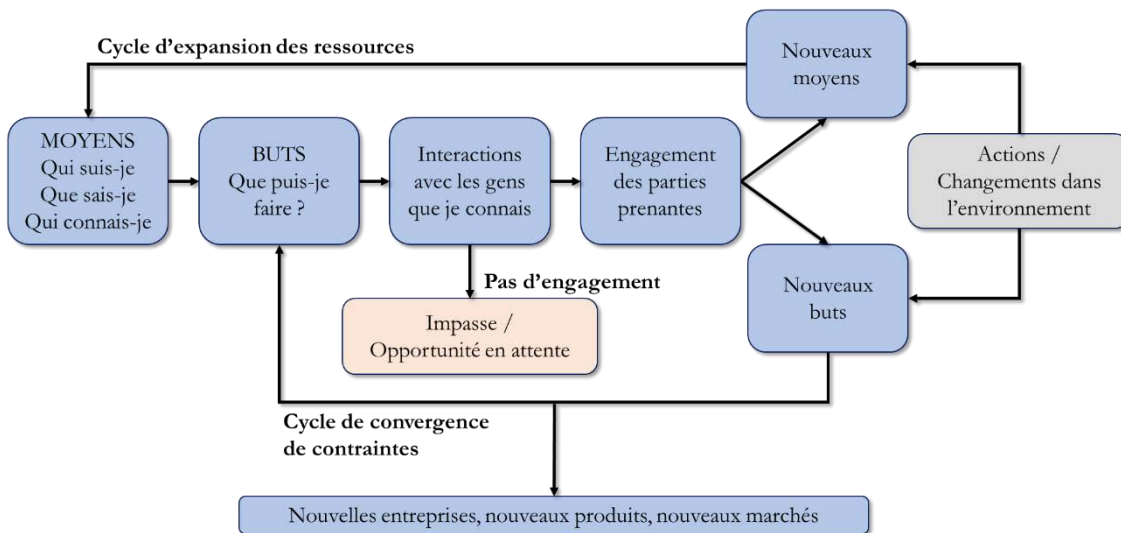 Cycle d'expansion des ressources
Nouveaux
moyens
MOYENS
Qui suis-je
Que sais-je
Qui connais-je
BUTS
Que puis-je
faire ?
Interactions
avec les gens
que je connais
Engagement
des parties
prenantes
Actions /
Changements dans
l'environnement
Pas d'engagement
Impasse /
Opportunité en attente
Nouveaux
buts
Cycle de convergence
de contraintes
Nouvelles entreprises, nouveaux produits, nouveaux marchés